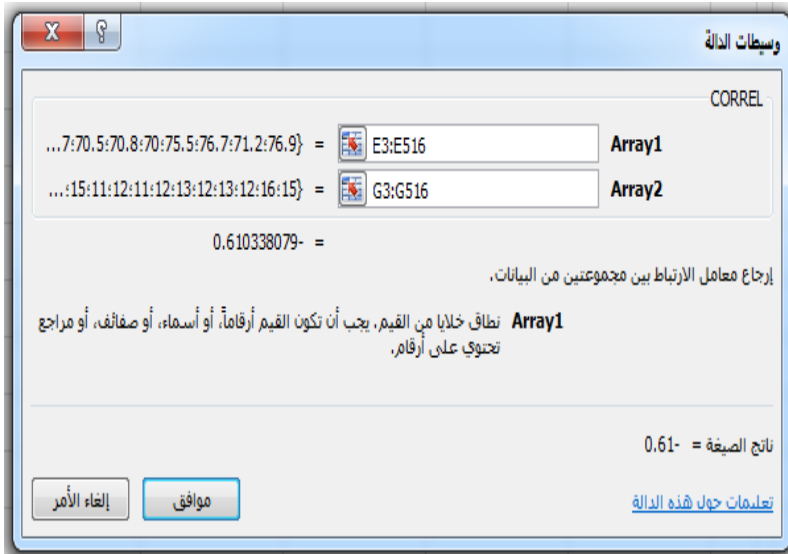 وسيطات الدالة
CORREL
Array1 E3:E516 = {76.9؛71.2؛76.7؛75.5؛70؛70.8؛70.5؛7...
Array2 G3:G516 = {15؛16؛12؛13؛12؛13؛12؛11؛12؛11؛15؛...
= -0.610338079
إرجاع معامل الارتباط بين مجموعتين من البيانات.
Array1 نطاق خلايا من القيم. يجب أن تكون القيم أرقاماً، أو أسماء، أو صفائف، أو مراجع
تحتوي على أرقام.
ناتج الصيغة = -0.61
تعليمات حول هذه الدالة
موافق
إلغاء الأمر